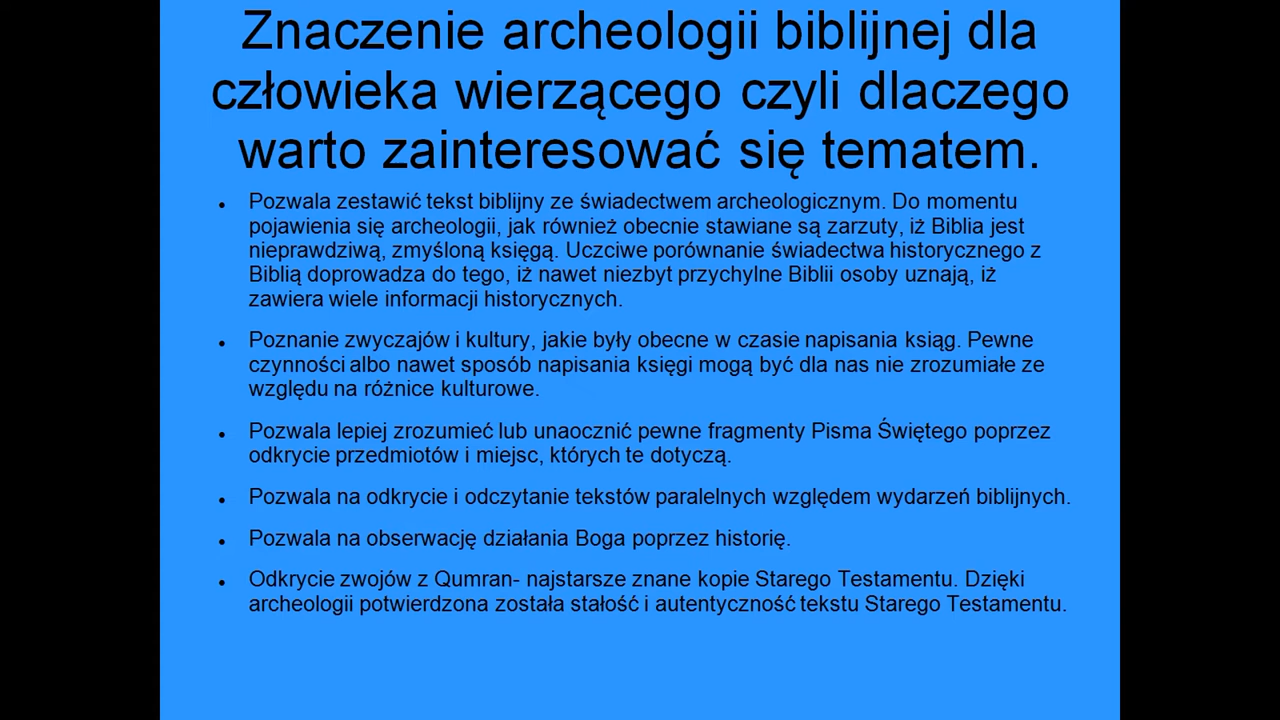 Znaczenie archeologii biblijnej dla
człowieka wierzącego czyli dlaczego
warto zainteresować się tematem.
• Pozwala zestawić tekst biblijny ze świadectwem archeologicznym. Do momentu
pojawienia się archeologii, jak również obecnie stawiane są zarzuty, iż Biblia jest
nieprawdziwą, zmyśloną księgą. Uczciwe porównanie świadectwa historycznego z
Biblią doprowadza do tego, iż nawet niezbyt przychylne Biblii osoby uznają, iż
zawiera wiele informacji historycznych.
• Poznanie zwyczajów i kultury, jakie były obecne w czasie napisania ksiąg. Pewne
czynności albo nawet sposób napisania księgi mogą być dla nas nie zrozumiałe ze
względu na różnice kulturowe.
• Pozwala lepiej zrozumieć lub unaocznić pewne fragmenty Pisma Świętego poprzez
odkrycie przedmiotów i miejsc, których te dotyczą.
• Pozwala na odkrycie i odczytanie tekstów paralelnych względem wydarzeń biblijnych.
• Pozwala na obserwację działania Boga poprzez historię.
• Odkrycie zwojów z Qumran- najstarsze znane kopie Starego Testamentu. Dzięki
archeologii potwierdzona została stałość i autentyczność tekstu Starego Testamentu.